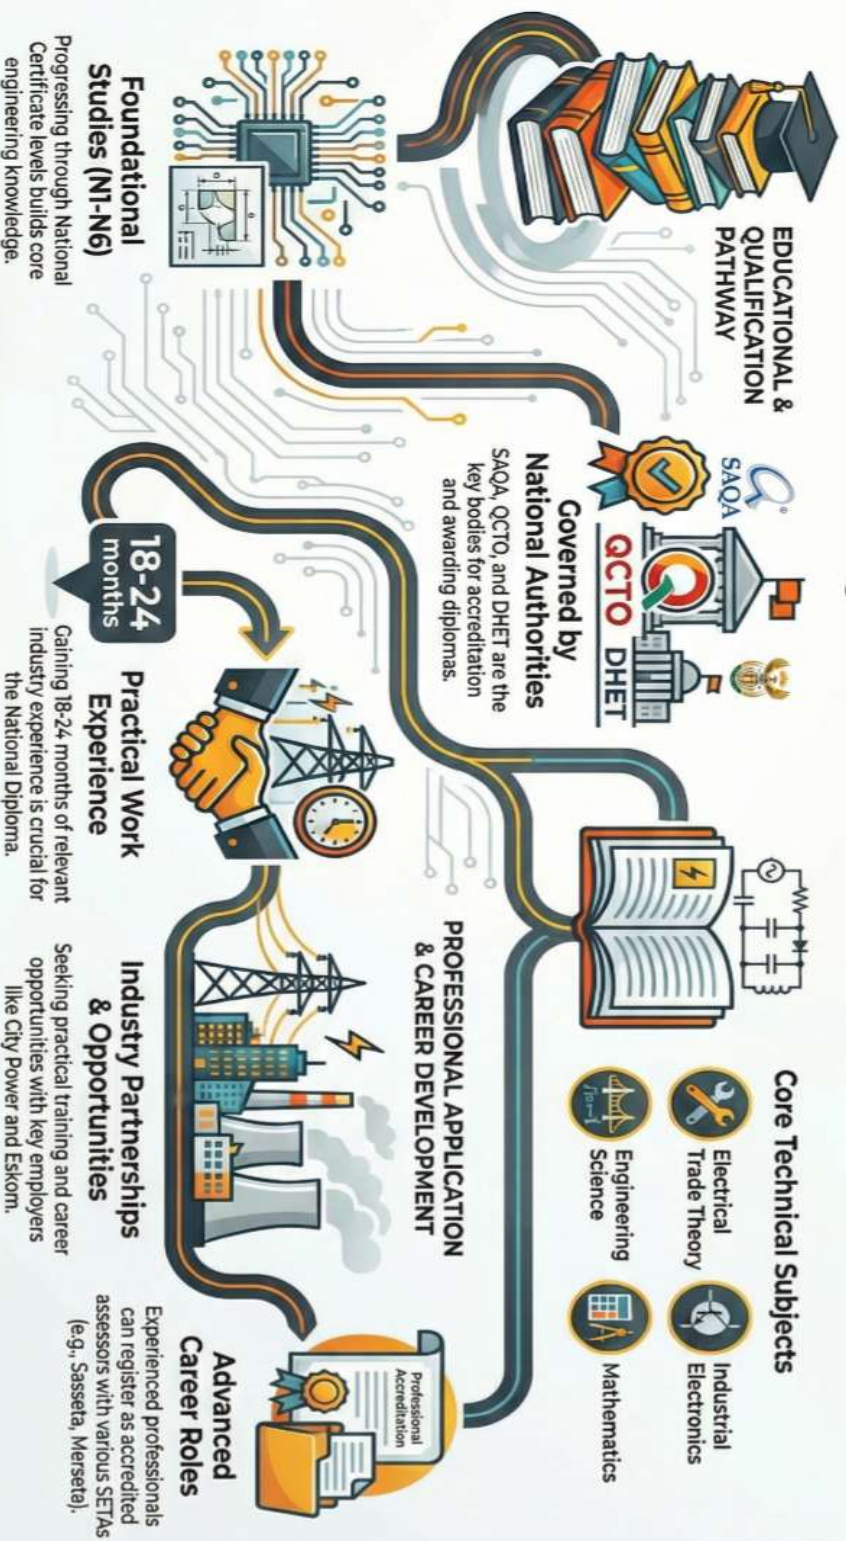 EDUCATIONAL &
QUALIFICATION
PATHWAY
Foundational
Studies (N1-N6)
Progressing through National
Certificate levels builds core
engineering knowledge.
SAQA
QCTO
DHET
Governed by
National Authorities
SAQA, QCTO, and DHET are the
key bodies for accreditation
and awarding diplomas.
Core Technical Subjects
Electrical
Trade Theory
Industrial
Electronics
Engineering
Science
Mathematics
PROFESSIONAL APPLICATION
& CAREER DEVELOPMENT
18-24
months
Practical Work
Experience
Gaining 18-24 months of relevant
industry experience is crucial for
the National Diploma.
Industry Partnerships
& Opportunities
Seeking practical training and career
opportunities with key employers
like City Power and Eskom.
Professional
Accreditation
Advanced
Career Roles
Experienced professionals
can register as accredited
assessors with various SETAs
(e.g., Sasseta, Merseta).